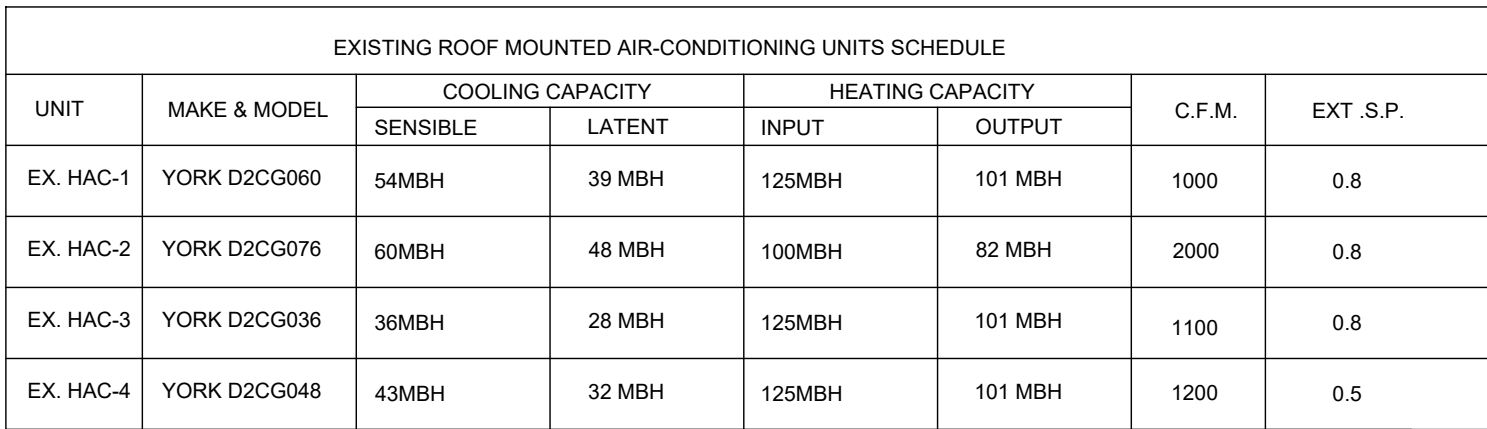 EXISTING ROOF MOUNTED AIR-CONDITIONING UNITS SCHEDULE
UNIT MAKE & MODEL COOLING CAPACITY HEATING CAPACITY C.F.M. EXT .S.P.
SENSIBLE LATENT INPUT OUTPUT
EX. HAC-1 YORK D2CG060 54MBH 39 MBH 125MBH 101 MBH 1000 0.8
EX. HAC-2 YORK D2CG076 60MBH 48 MBH 100MBH 82 MBH 2000 0.8
EX. HAC-3 YORK D2CG036 36MBH 28 MBH 125MBH 101 MBH 1100 0.8
EX. HAC-4 YORK D2CG048 43MBH 32 MBH 125MBH 101 MBH 1200 0.5